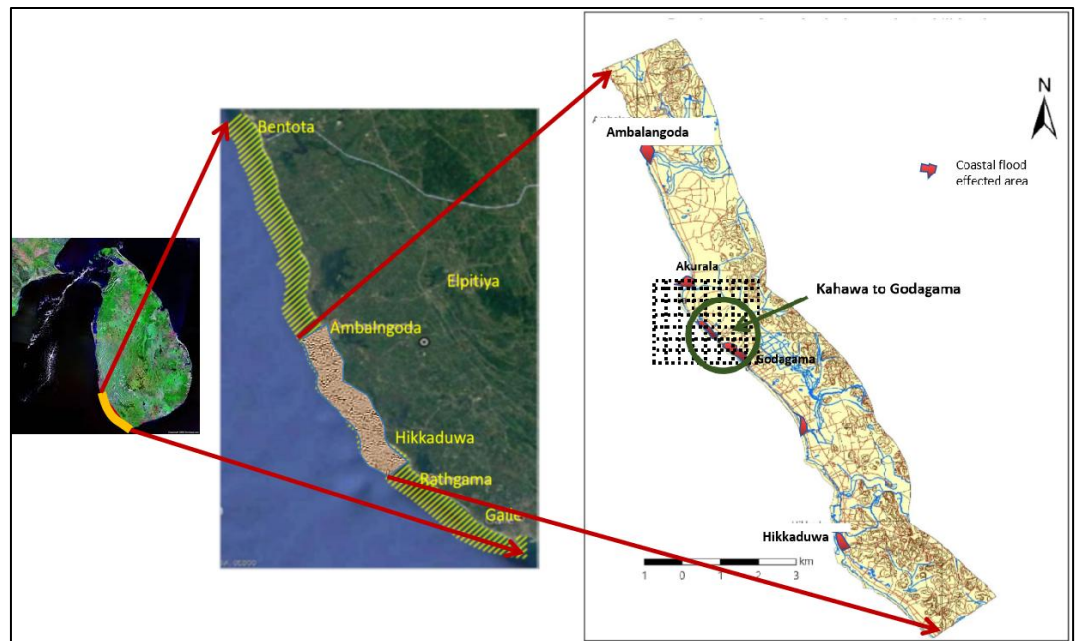 Bentota
Elpitiya
Ambalngoda
Hikkaduwa
Rathgama
Galle
N
Ambalangoda
Coastal flood
effected area
Akurala
Kahawa to Godagama
Godagama
Hikkaduwa
km
1 0 1 2 3